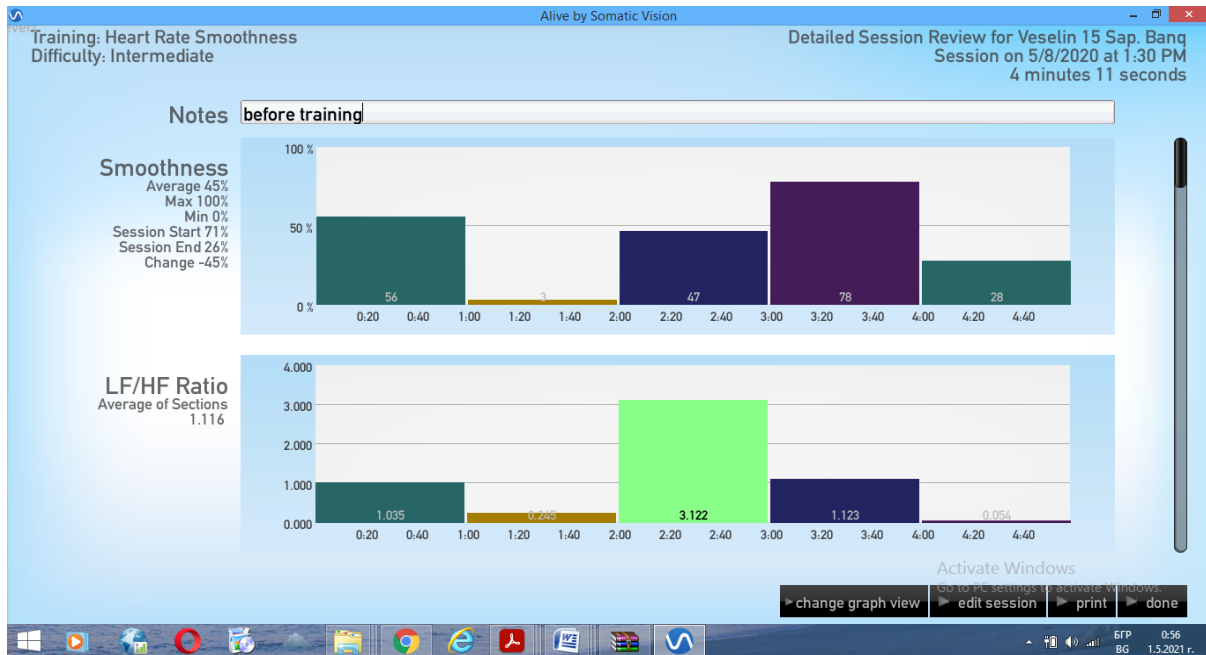 Alive by Somatic Vision
Training: Heart Rate Smoothness
Difficulty: Intermediate
Detailed Session Review for Veselin 15 Sap. Banq
Session on 5/8/2020 at 1:30 PM
4 minutes 11 seconds
Notes
before training
Smoothness
Average 45%
Max 100%
Min 0%
Session Start 71%
Session End 26%
Change -45%
100 %
50 %
0 %
56 3 47 78 28
0:20 0:40 1:00 1:20 1:40 2:00 2:20 2:40 3:00 3:20 3:40 4:00 4:20 4:40
LF/HF Ratio
Average of Sections
1.116
4.000
3.000
2.000
1.000
0.000
1.035 0.245 3.122 1.123 0.054
0:20 0:40 1:00 1:20 1:40 2:00 2:20 2:40 3:00 3:20 3:40 4:00 4:20 4:40
Activate Windows
Go to PC settings to activate Windows.
change graph view edit session print done
БГР 0:56
BG 1.5.2021 г.